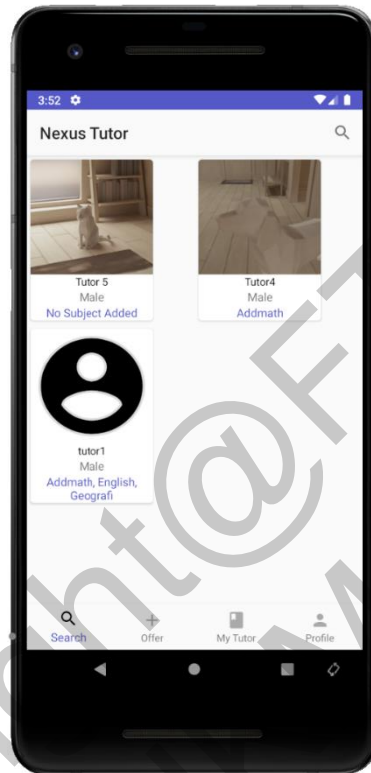 3:52
Nexus Tutor
Tutor 5
Male
No Subject Added
Tutor4
Male
Addmath
tutor1
Male
Addmath, English,
Geografi
Search
Offer
My Tutor
Profile